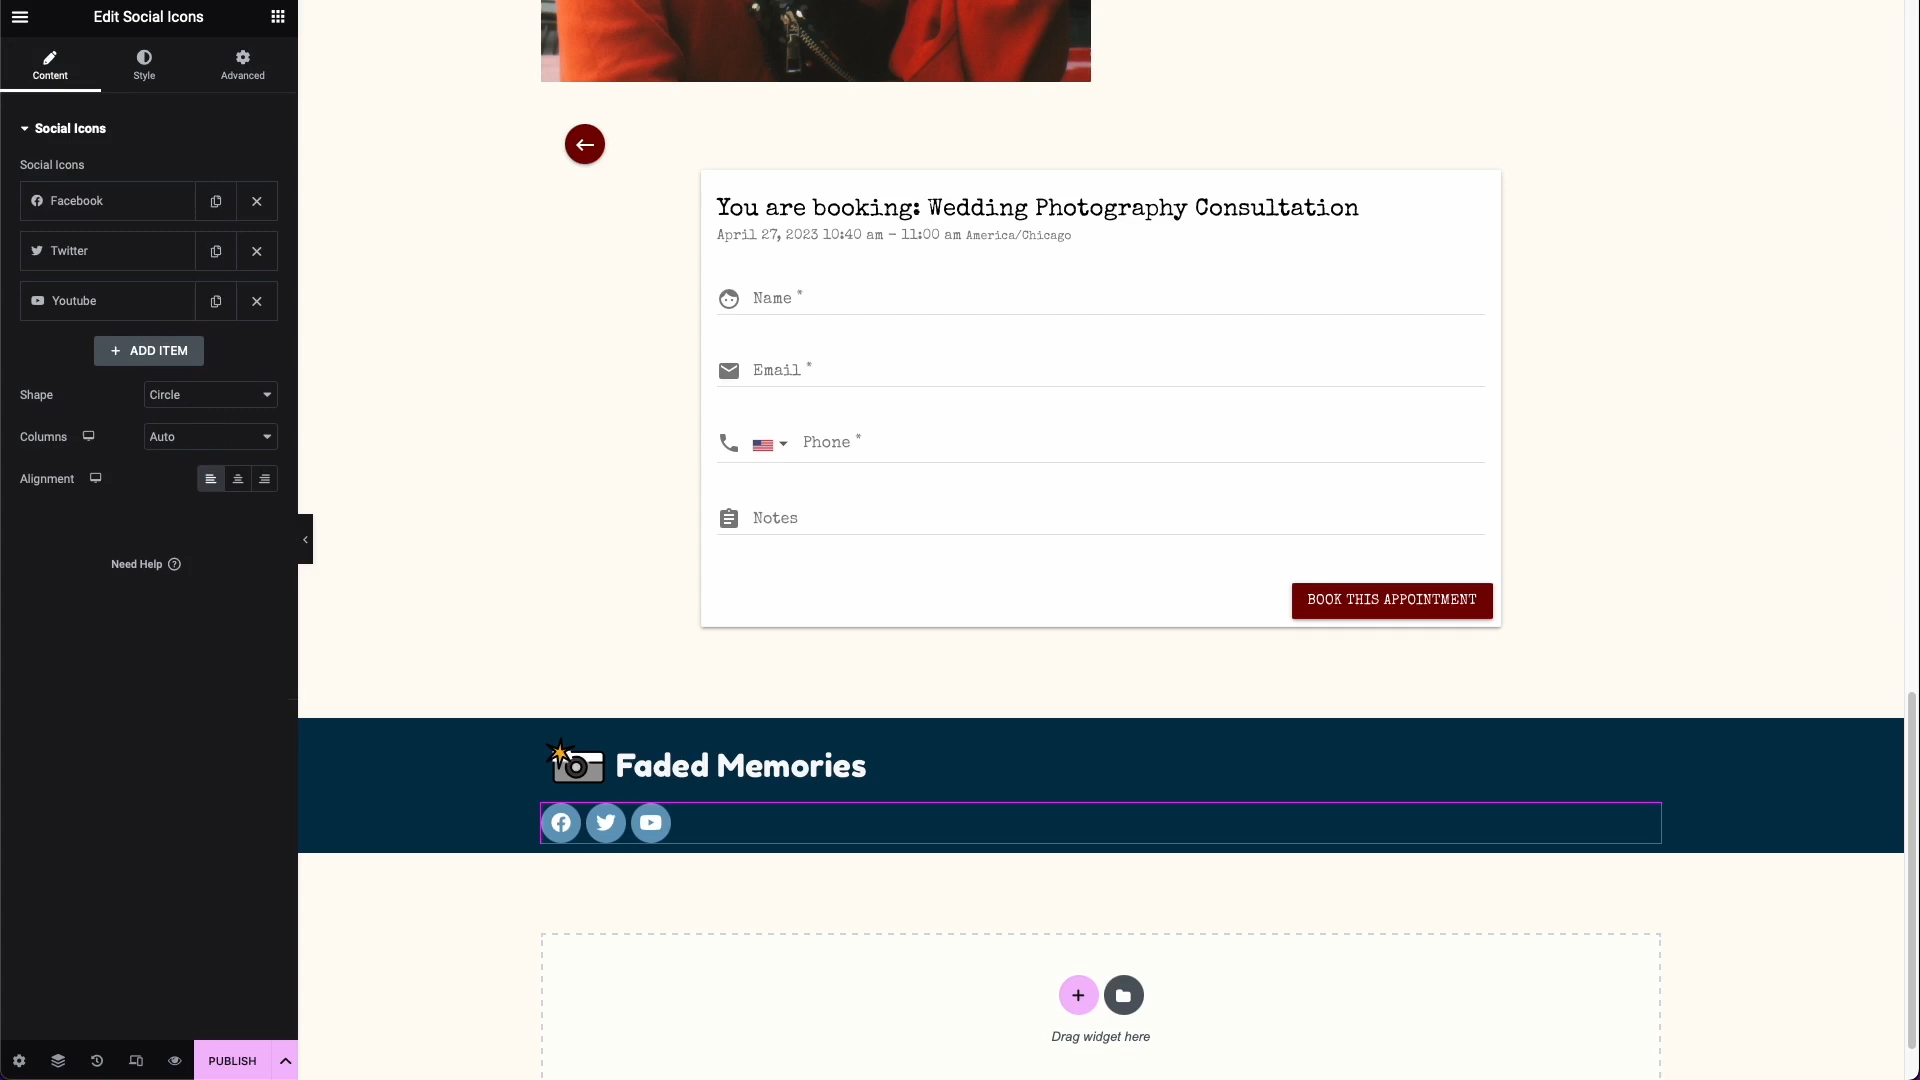 Edit Social Icons
Content
Style
Advanced
Social Icons
Social Icons
Facebook
Twitter
Youtube
+ ADD ITEM
Shape
Circle
Columns
Auto
Alignment
Need Help
PUBLISH
You are booking: Wedding Photography Consultation
April 27, 2023 10:40 am - 11:00 am America/Chicago
Name *
Email *
Phone *
Notes
BOOK THIS APPOINTMENT
Faded Memories
Drag widget here